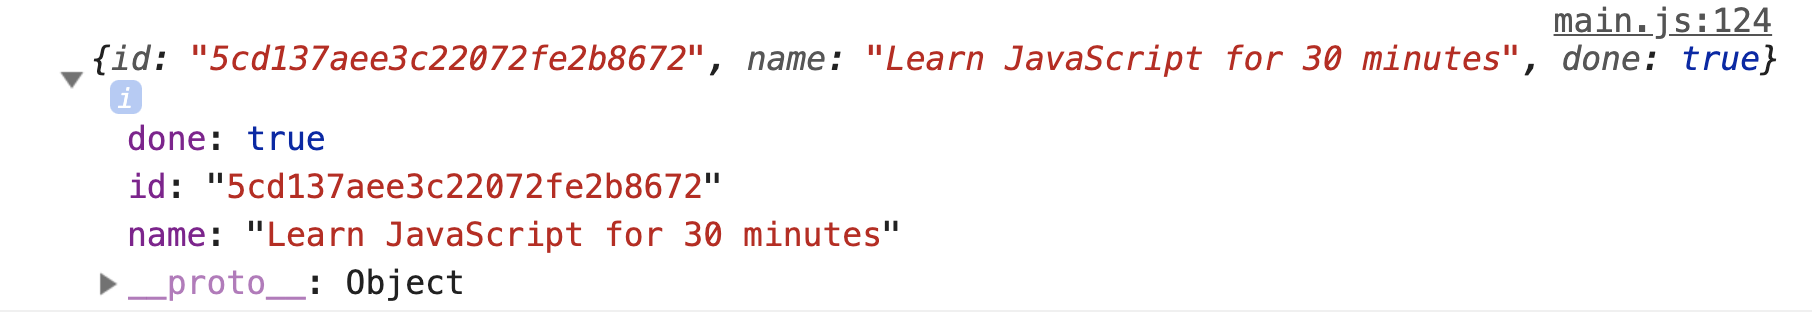 main.js:124
{id: "5cd137aee3c22072fe2b8672", name: "Learn JavaScript for 30 minutes", done: true}
i
done: true
id: "5cd137aee3c22072fe2b8672"
name: "Learn JavaScript for 30 minutes"
__proto__: Object